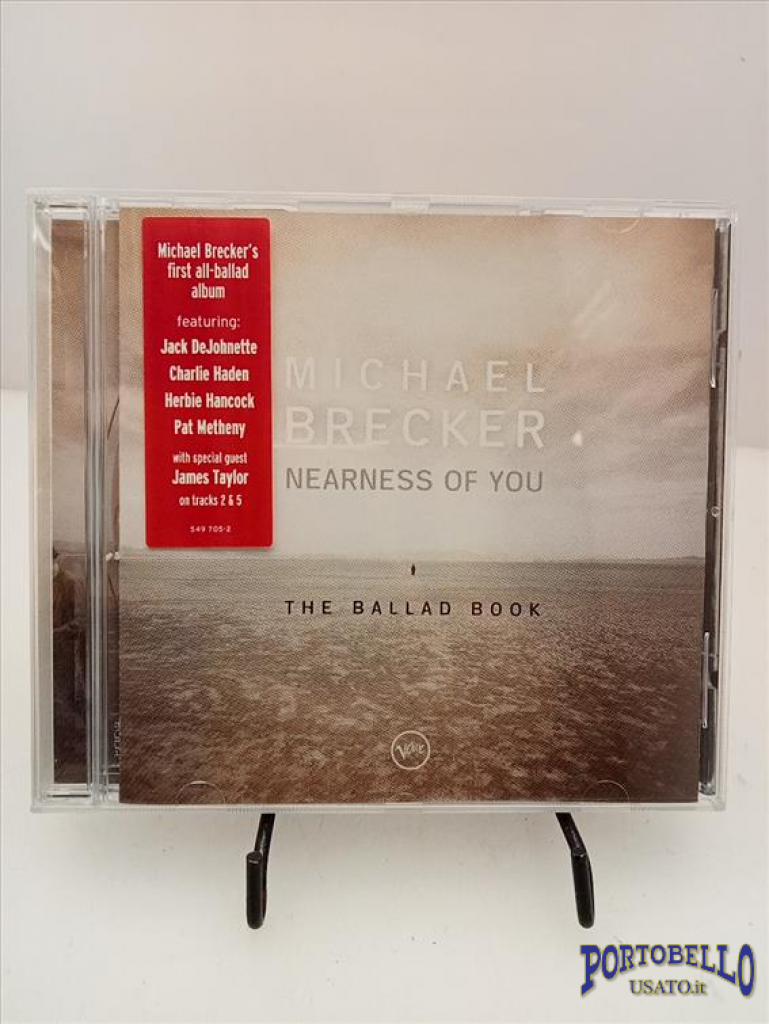 Michael Brecker's
first all-ballad
album
featuring:
Jack DeJohnette
Charlie Haden
Herbie Hancock
Pat Metheny
with special guest
James Taylor
on tracks 2 & 5
549 705-2
MICHAEL
BRECKER
NEARNESS OF YOU
THE BALLAD BOOK
Verve
PORTOBELLO
USATO.it